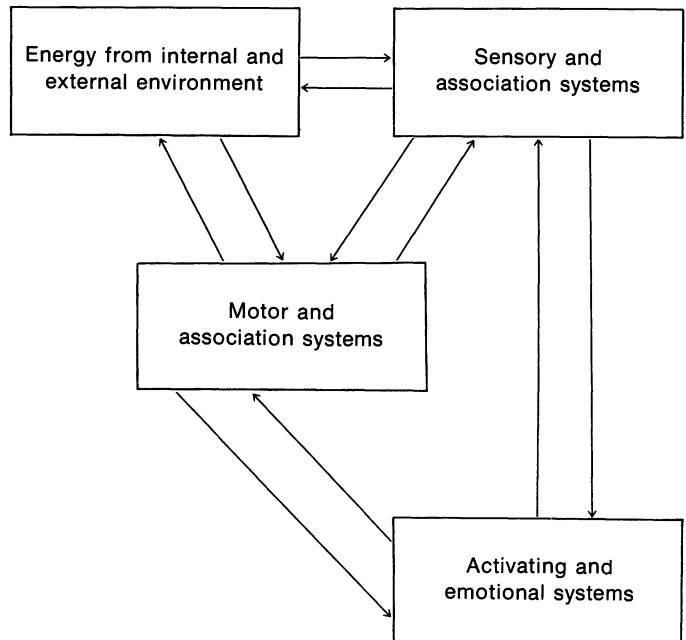 Energy from internal and
external environment
Sensory and
association systems
Motor and
association systems
Activating and
emotional systems